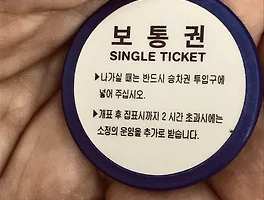 보통권
SINGLE TICKET
▶나가실 때는 반드시 승차권 투입구에
넣어 주십시오.
▶개표 후 집표시까지 2 시간 초과시에는
소정의 운임을 추가로 받습니다.